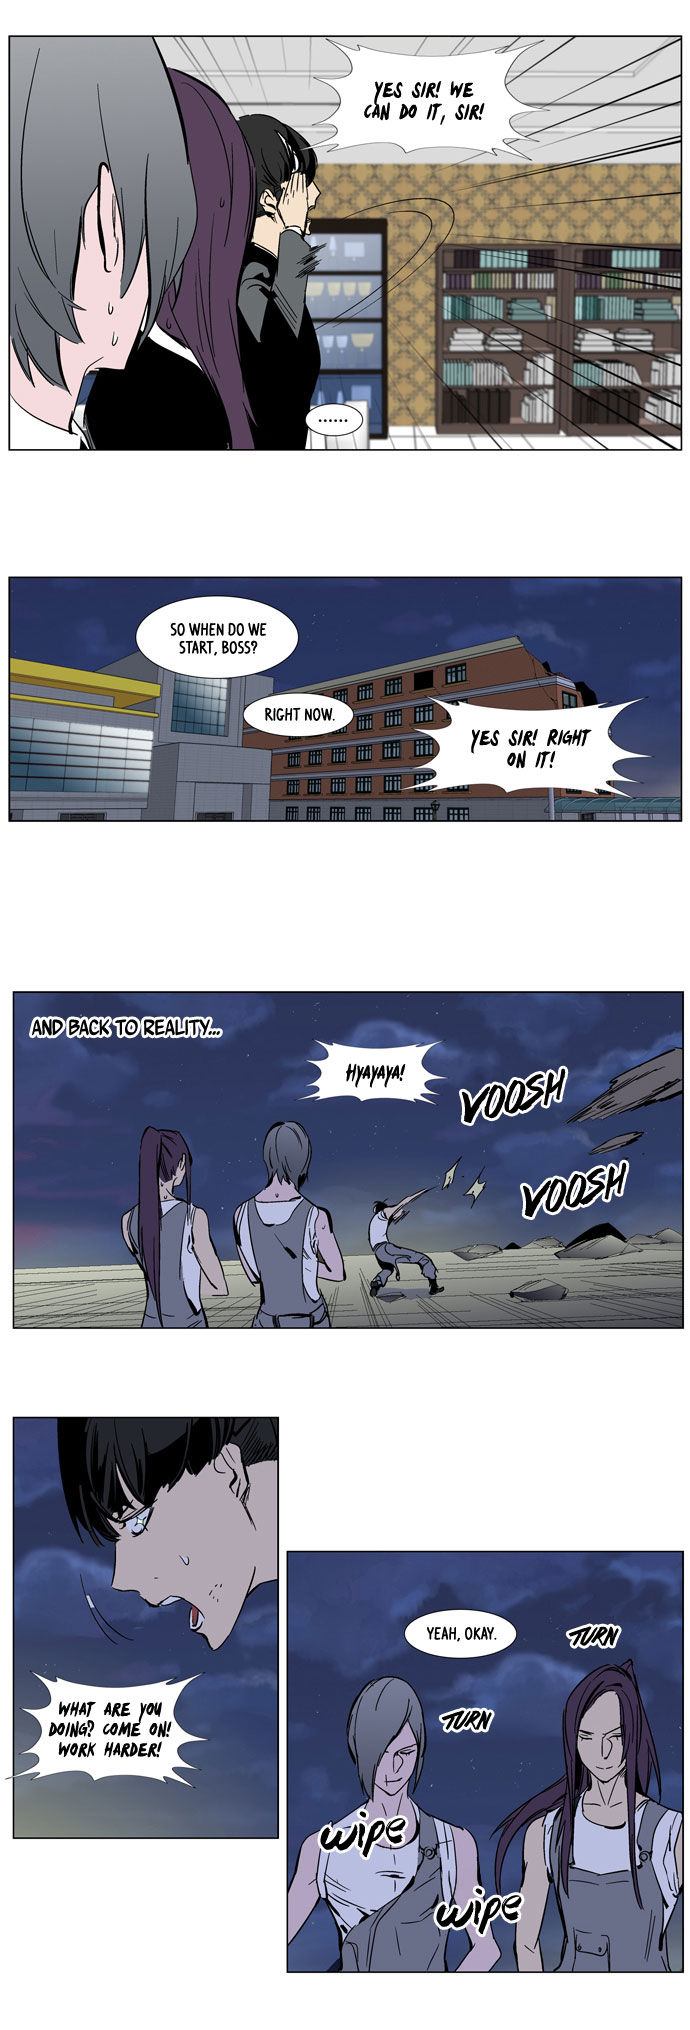 YES SIR! WE
CAN DO IT, SIR!
......
SO WHEN DO WE
START, BOSS?
RIGHT NOW.
YES SIR! RIGHT
ON IT!
AND BACK TO REALITY...
HYAYAYA!
VOOSH
VOOSH
WHAT ARE YOU
DOING? COME ON!
WORK HARDER!
YEAH, OKAY.
TURN
TURN
WIPE
WIPE